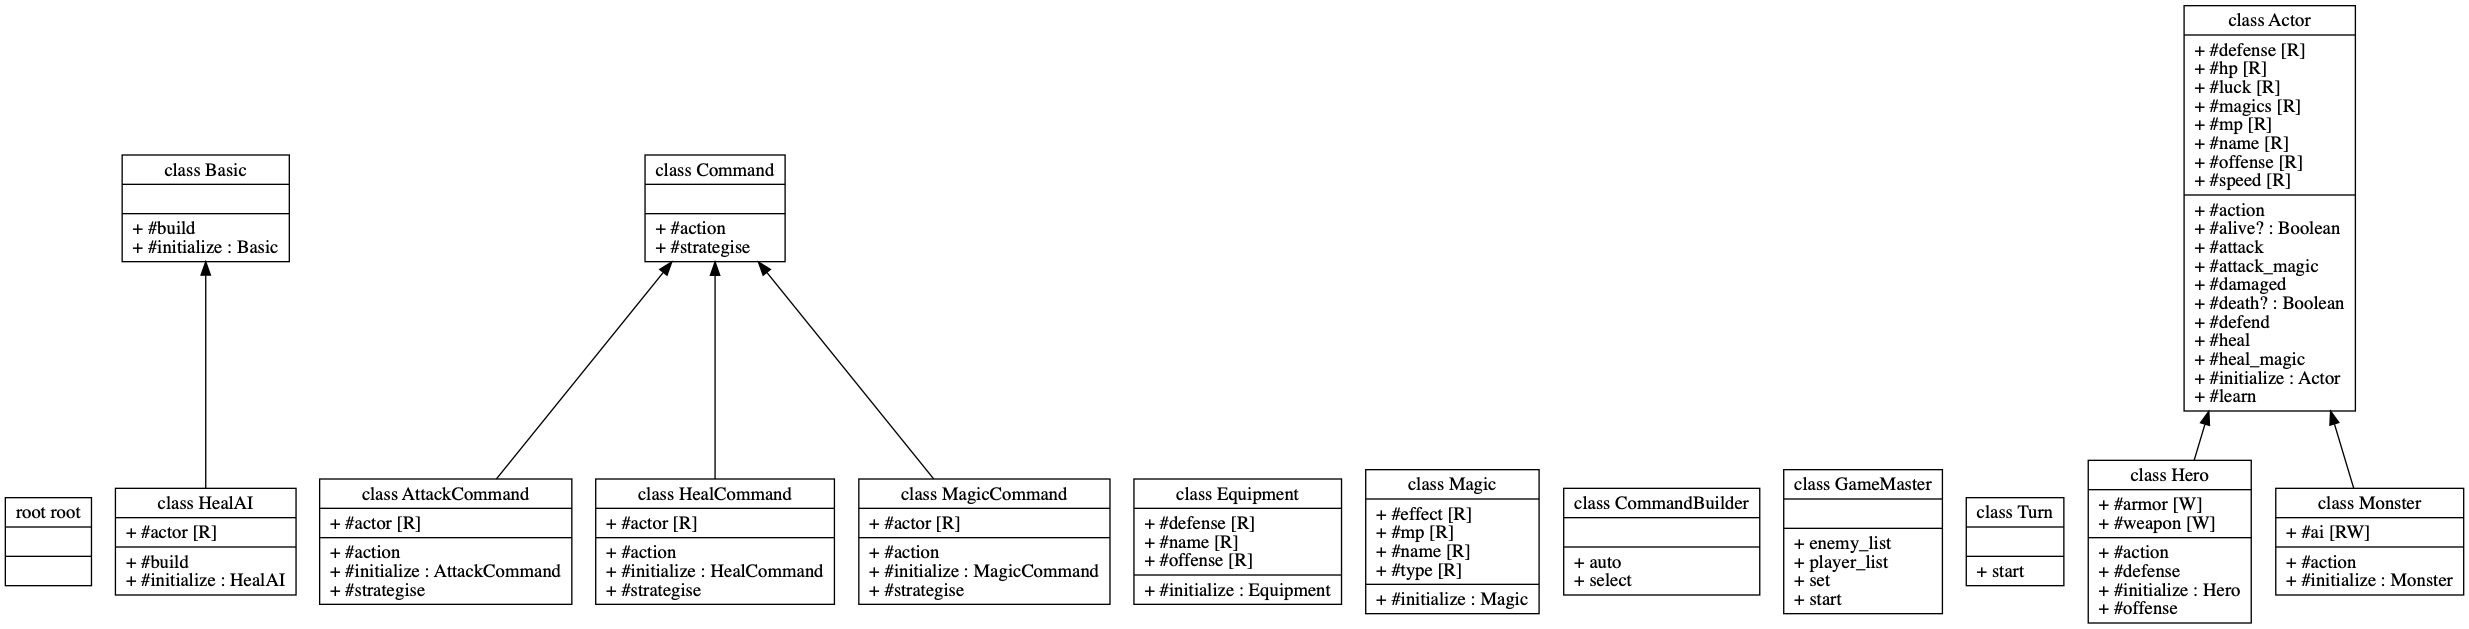 class Actor
+ #defense [R]
+ #hp [R]
+ #luck [R]
+ #magics [R]
+ #mp [R]
+ #name [R]
+ #offense [R]
+ #speed [R]
+ #action
+ #alive? : Boolean
+ #attack
+ #attack_magic
+ #damaged
+ #death? : Boolean
+ #defend
+ #heal
+ #heal_magic
+ #initialize : Actor
+ #learn
class Basic
+ #build
+ #initialize : Basic
class Command
+ #action
+ #strategise
root root
class HealAI
+ #actor [R]
+ #build
+ #initialize : HealAI
class AttackCommand
+ #actor [R]
+ #action
+ #initialize : AttackCommand
+ #strategise
class HealCommand
+ #actor [R]
+ #action
+ #initialize : HealCommand
+ #strategise
class MagicCommand
+ #actor [R]
+ #action
+ #initialize : MagicCommand
+ #strategise
class Equipment
+ #defense [R]
+ #name [R]
+ #offense [R]
+ #initialize : Equipment
class Magic
+ #effect [R]
+ #mp [R]
+ #name [R]
+ #type [R]
+ #initialize : Magic
class CommandBuilder
+ auto
+ select
class GameMaster
+ enemy_list
+ player_list
+ set
+ start
class Turn
+ start
class Hero
+ #armor [W]
+ #weapon [W]
+ #action
+ #defense
+ #initialize : Hero
+ #offense
class Monster
+ #ai [RW]
+ #action
+ #initialize : Monster